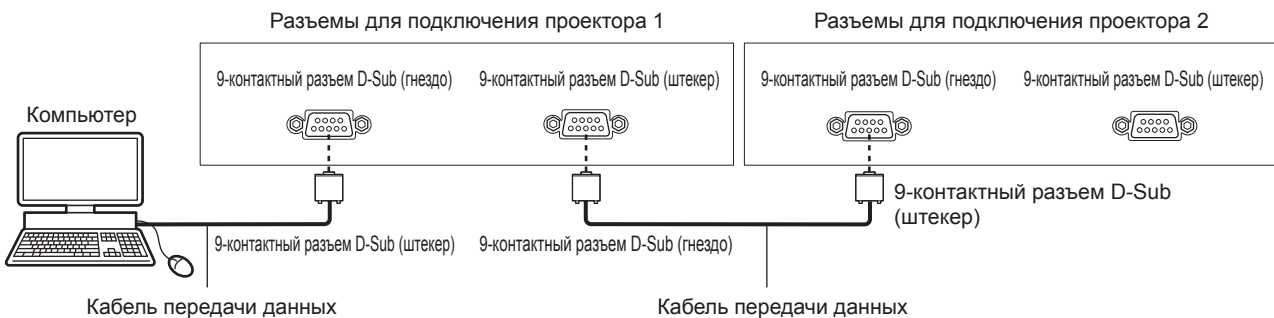 Разъемы для подключения проектора 1
Разъемы для подключения проектора 2
9-контактный разъем D-Sub (гнездо)
9-контактный разъем D-Sub (штекер)
9-контактный разъем D-Sub (гнездо)
9-контактный разъем D-Sub (штекер)
Компьютер
9-контактный разъем D-Sub
(штекер)
9-контактный разъем D-Sub (штекер)
9-контактный разъем D-Sub (гнездо)
Кабель передачи данных
Кабель передачи данных